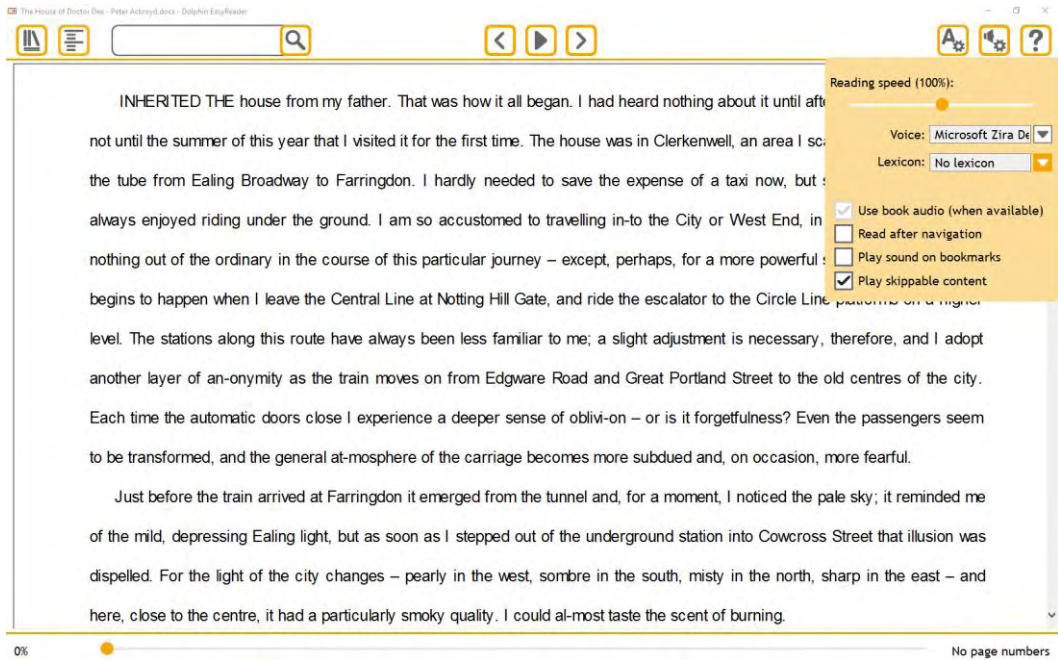 The House of Doctor Dee - Peter Ackroyd.docx - Dolphin EasyReader
A
?
Reading speed (100%):
Voice: Microsoft Zira De
Lexicon: No lexicon
Use book audio (when available)
Read after navigation
Play sound on bookmarks
Play skippable content
INHERITED THE house from my father. That was how it all began. I had heard nothing about it until
not until the summer of this year that I visited it for the first time. The house was in Clerkenwell, an area I
the tube from Ealing Broadway to Farringdon. I hardly needed to save the expense of a taxi now, but
always enjoyed riding under the ground. I am so accustomed to travelling in-to the City or West End, in
nothing out of the ordinary in the course of this particular journey – except, perhaps, for a more powerful
begins to happen when I leave the Central Line at Notting Hill Gate, and ride the escalator to the Circle Line platforms on a higher
level. The stations along this route have always been less familiar to me; a slight adjustment is necessary, therefore, and I adopt
another layer of an-onymity as the train moves on from Edgware Road and Great Portland Street to the old centres of the city.
Each time the automatic doors close I experience a deeper sense of oblivi-on – or is it forgetfulness? Even the passengers seem
to be transformed, and the general at-mosphere of the carriage becomes more subdued and, on occasion, more fearful.
Just before the train arrived at Farringdon it emerged from the tunnel and, for a moment, I noticed the pale sky; it reminded me
of the mild, depressing Ealing light, but as soon as I stepped out of the underground station into Cowcross Street that illusion was
dispelled. For the light of the city changes – pearly in the west, sombre in the south, misty in the north, sharp in the east – and
here, close to the centre, it had a particularly smoky quality. I could al-most taste the scent of burning.
0%
No page numbers